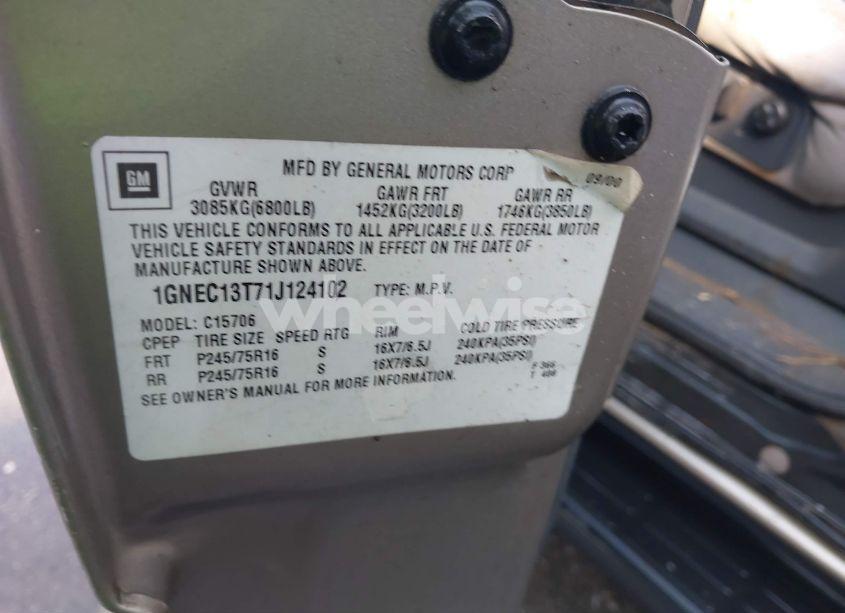 GM
MFD BY GENERAL MOTORS CORP 09/00
GVWR GAWR FRT GAWR RR
3085KG(6800LB) 1452KG(3200LB) 1746KG(3850LB)
THIS VEHICLE CONFORMS TO ALL APPLICABLE U.S. FEDERAL MOTOR
VEHICLE SAFETY STANDARDS IN EFFECT ON THE DATE OF
MANUFACTURE SHOWN ABOVE.
1GNEC13T71J124102 TYPE: M.P.V.
wheelwise
MODEL: C15706
CPEP TIRE SIZE SPEED RTG RIM COLD TIRE PRESSURE
FRT P245/75R16 S 16X7/6.5J 240KPA(35PSI)
RR P245/75R16 S 16X7/6.5J 240KPA(35PSI)
SEE OWNER'S MANUAL FOR MORE INFORMATION.